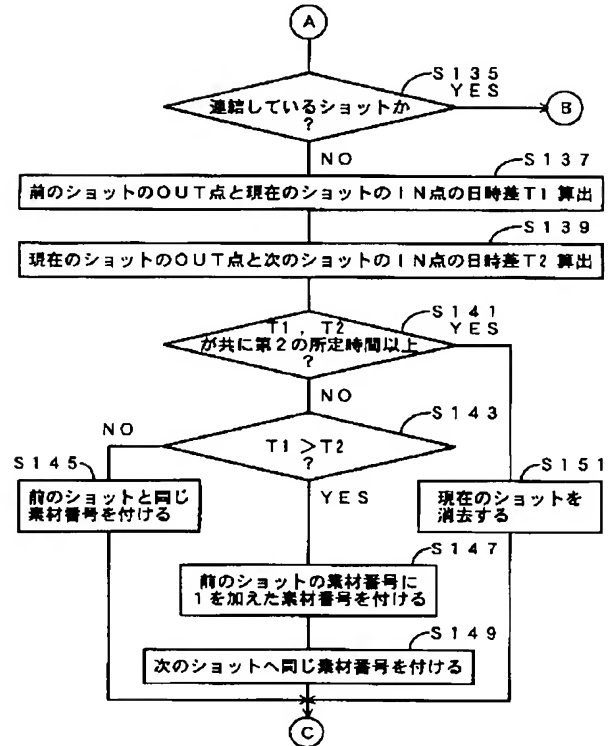 A
S135
YES
連結しているショットか
?
B
NO
S137
前のショットのOUT点と現在のショットのIN点の日時差T1算出
S139
現在のショットのOUT点と次のショットのIN点の日時差T2算出
S141
YES
T1,T2
が共に第2の所定時間以上
?
NO
S143
NO
T1>T2
?
S145
前のショットと同じ
素材番号を付ける
YES
S151
現在のショットを
消去する
S147
前のショットの素材番号に
1を加えた素材番号を付ける
S149
次のショットへ同じ素材番号を付ける
C